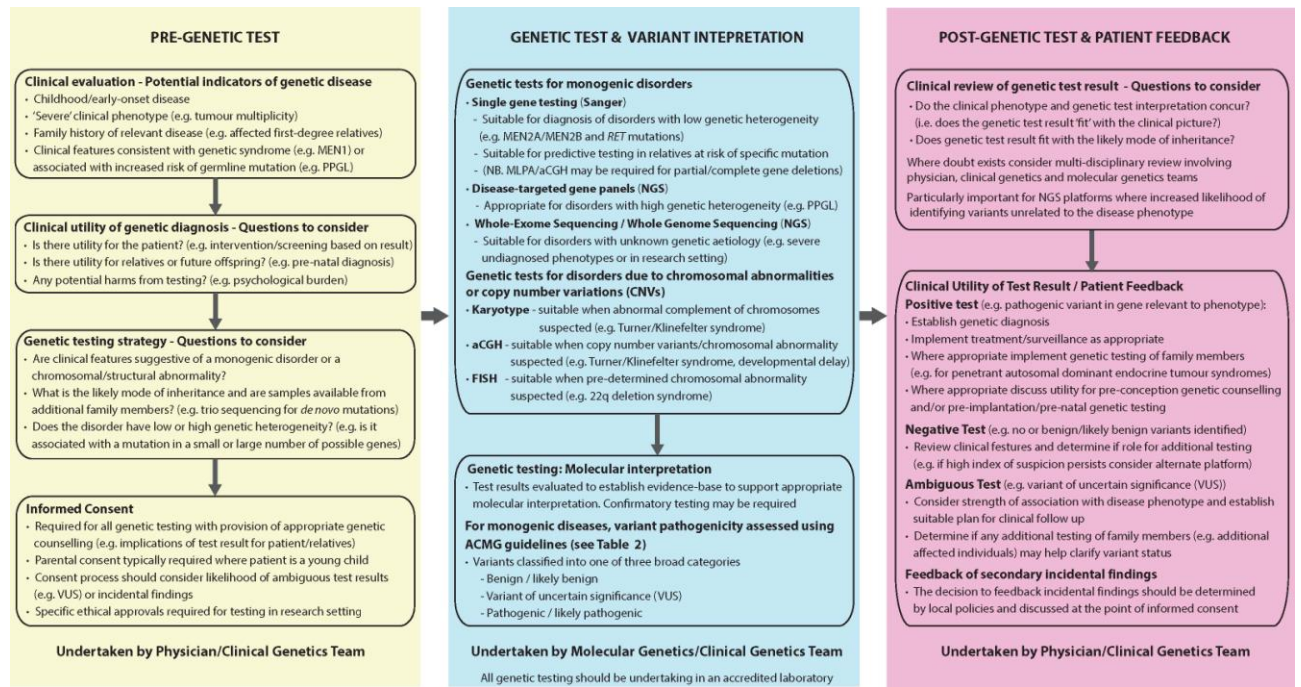 PRE-GENETIC TEST
Clinical evaluation - Potential indicators of genetic disease
• Childhood/early-onset disease
• 'Severe' clinical phenotype (e.g. tumour multiplicity)
• Family history of relevant disease (e.g. affected first-degree relatives)
• Clinical features consistent with genetic syndrome (e.g. MEN1) or
associated with increased risk of germline mutation (e.g. PPGL)
Clinical utility of genetic diagnosis - Questions to consider
• Is there utility for the patient? (e.g. intervention/screening based on result)
• Is there utility for relatives or future offspring? (e.g. pre-natal diagnosis)
• Any potential harms from testing? (e.g. psychological burden)
Genetic testing strategy - Questions to consider
• Are clinical features suggestive of a monogenic disorder or a
chromosomal/structural abnormality?
• What is the likely mode of inheritance and are samples available from
additional family members? (e.g. trio sequencing for de novo mutations)
• Does the disorder have low or high genetic heterogeneity? (e.g. is it
associated with a mutation in a small or large number of possible genes)
Informed Consent
• Required for all genetic testing with provision of appropriate genetic
counselling (e.g. implications of test result for patient/relatives)
• Parental consent typically required where patient is a young child
• Consent process should consider likelihood of ambiguous test results
(e.g. VUS) or incidental findings
• Specific ethical approvals required for testing in research setting
Undertaken by Physician/Clinical Genetics Team
GENETIC TEST & VARIANT INTEPRETATION
Genetic tests for monogenic disorders
• Single gene testing (Sanger)
- Suitable for diagnosis of disorders with low genetic heterogeneity
(e.g. MEN2A/MEN2B and RET mutations)
- Suitable for predictive testing in relatives at risk of specific mutation
- (NB. MLPA/aCGH may be required for partial/complete gene deletions)
• Disease-targeted gene panels (NGS)
- Appropriate for disorders with high genetic heterogeneity (e.g. PPGL)
• Whole-Exome Sequencing / Whole Genome Sequencing (NGS)
- Suitable for disorders with unknown genetic aetiology (e.g. severe
undiagnosed phenotypes or in research setting)
Genetic tests for disorders due to chromosomal abnormalities
or copy number variations (CNVs)
• Karyotype - suitable when abnormal complement of chromosomes
suspected (e.g. Turner/Klinefelter syndrome)
• aCGH - suitable when copy number variants/chromosomal abnormality
suspected (e.g. Turner/Klinefelter syndrome, developmental delay)
• FISH - suitable when pre-determined chromosomal abnormality
suspected (e.g. 22q deletion syndrome)
Genetic testing: Molecular interpretation
• Test results evaluated to establish evidence-base to support appropriate
molecular interpretation. Confirmatory testing may be required
For monogenic diseases, variant pathogenicity assessed using
ACMG guidelines (see Table 2)
• Variants classified into one of three broad categories
- Benign / likely benign
- Variant of uncertain significance (VUS)
- Pathogenic / likely pathogenic
Undertaken by Molecular Genetics/Clinical Genetics Team
All genetic testing should be undertaking in an accredited laboratory
POST-GENETIC TEST & PATIENT FEEDBACK
Clinical review of genetic test result - Questions to consider
• Do the clinical phenotype and genetic test interpretation concur?
(i.e. does the genetic test result 'fit' with the clinical picture?)
• Does genetic test result fit with the likely mode of inheritance?
Where doubt exists consider multi-disciplinary review involving
physician, clinical genetics and molecular genetics teams
Particularly important for NGS platforms where increased likelihood of
identifying variants unrelated to the disease phenotype
Clinical Utility of Test Result / Patient Feedback
Positive test (e.g. pathogenic variant in gene relevant to phenotype):
• Establish genetic diagnosis
• Implement treatment/surveillance as appropriate
• Where appropriate implement genetic testing of family members
(e.g. for penetrant autosomal dominant endocrine tumour syndromes)
• Where appropriate discuss utility for pre-conception genetic counselling
and/or pre-implantation/pre-natal genetic testing
Negative Test (e.g. no or benign/likely benign variants identified)
• Review clinical festures and determine if role for additional testing
(e.g. if high index of suspicion persists consider alternate platform)
Ambiguous Test (e.g. variant of uncertain significance (VUS))
• Consider strength of association with disease phenotype and establish
suitable plan for clinical follow up
• Determine if any additional testing of family members (e.g. additional
affected individuals) may help clarify variant status
Feedback of secondary incidental findings
• The decision to feedback incidental findings should be determined
by local policies and discussed at the point of informed consent
Undertaken by Physician/Clinical Genetics Team